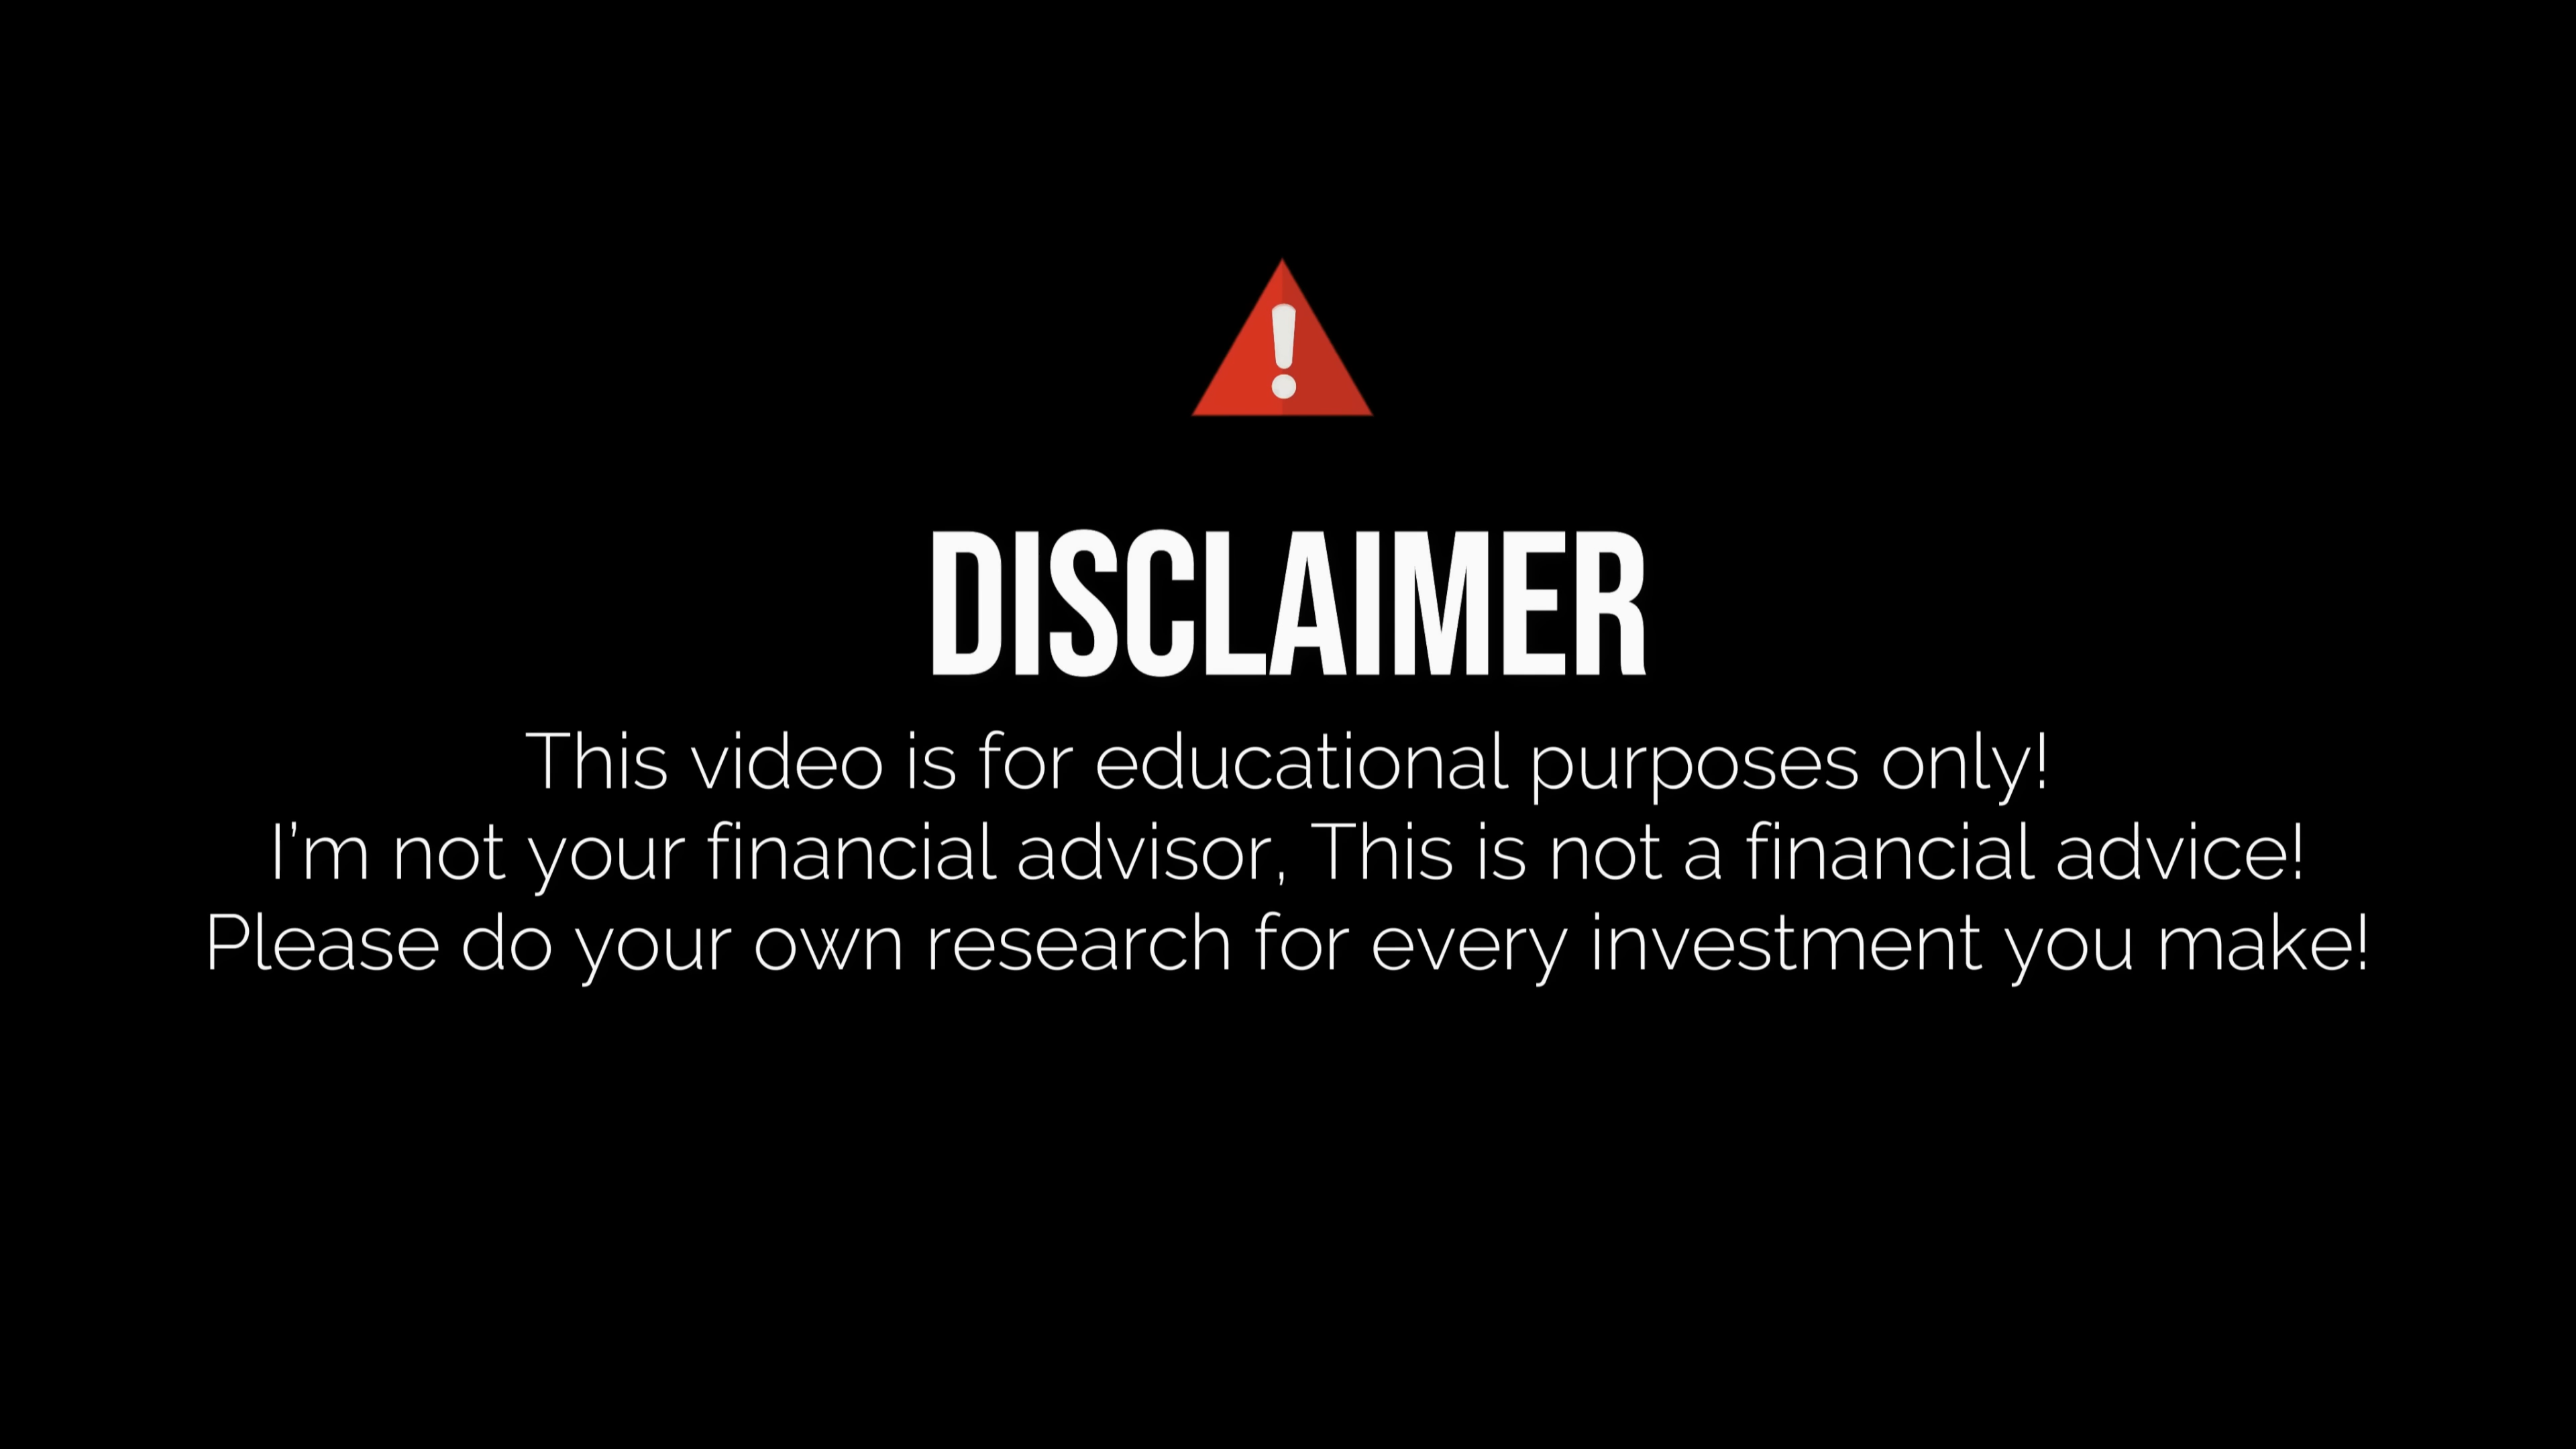 DISCLAIMER
This video is for educational purposes only!
I'm not your financial advisor, This is not a financial advice!
Please do your own research for every investment you make!